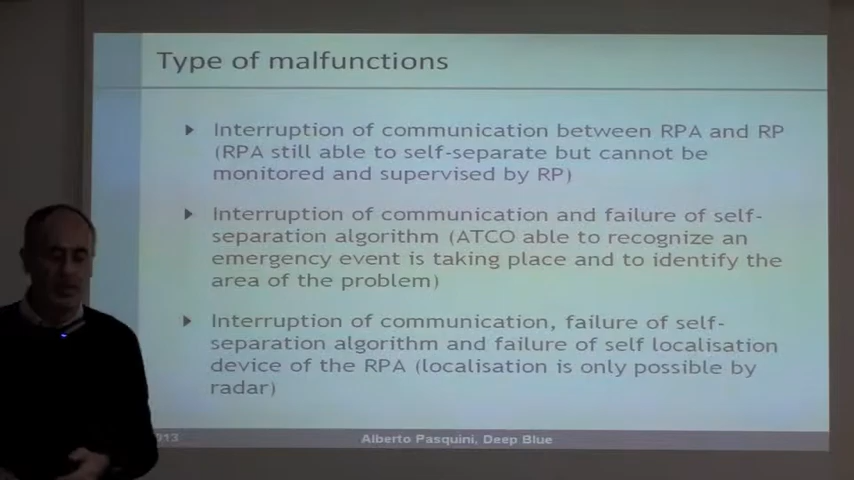 Type of malfunctions
Interruption of communication between RPA and RP
(RPA still able to self-separate but cannot be
monitored and supervised by RP)
Interruption of communication and failure of self-
separation algorithm (ATCO able to recognize an
emergency event is taking place and to identify the
area of the problem)
Interruption of communication, failure of self-
separation algorithm and failure of self localisation
device of the RPA (localisation is only possible by
radar)
013 Alberto Pasquini, Deep Blue